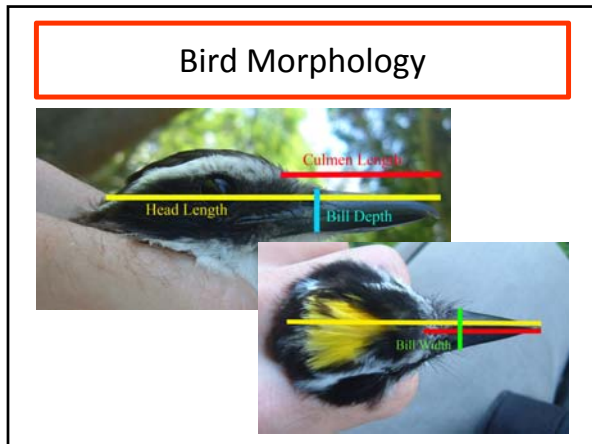 Bird Morphology
Culmen Length
Head Length
Bill Depth
Bill Width